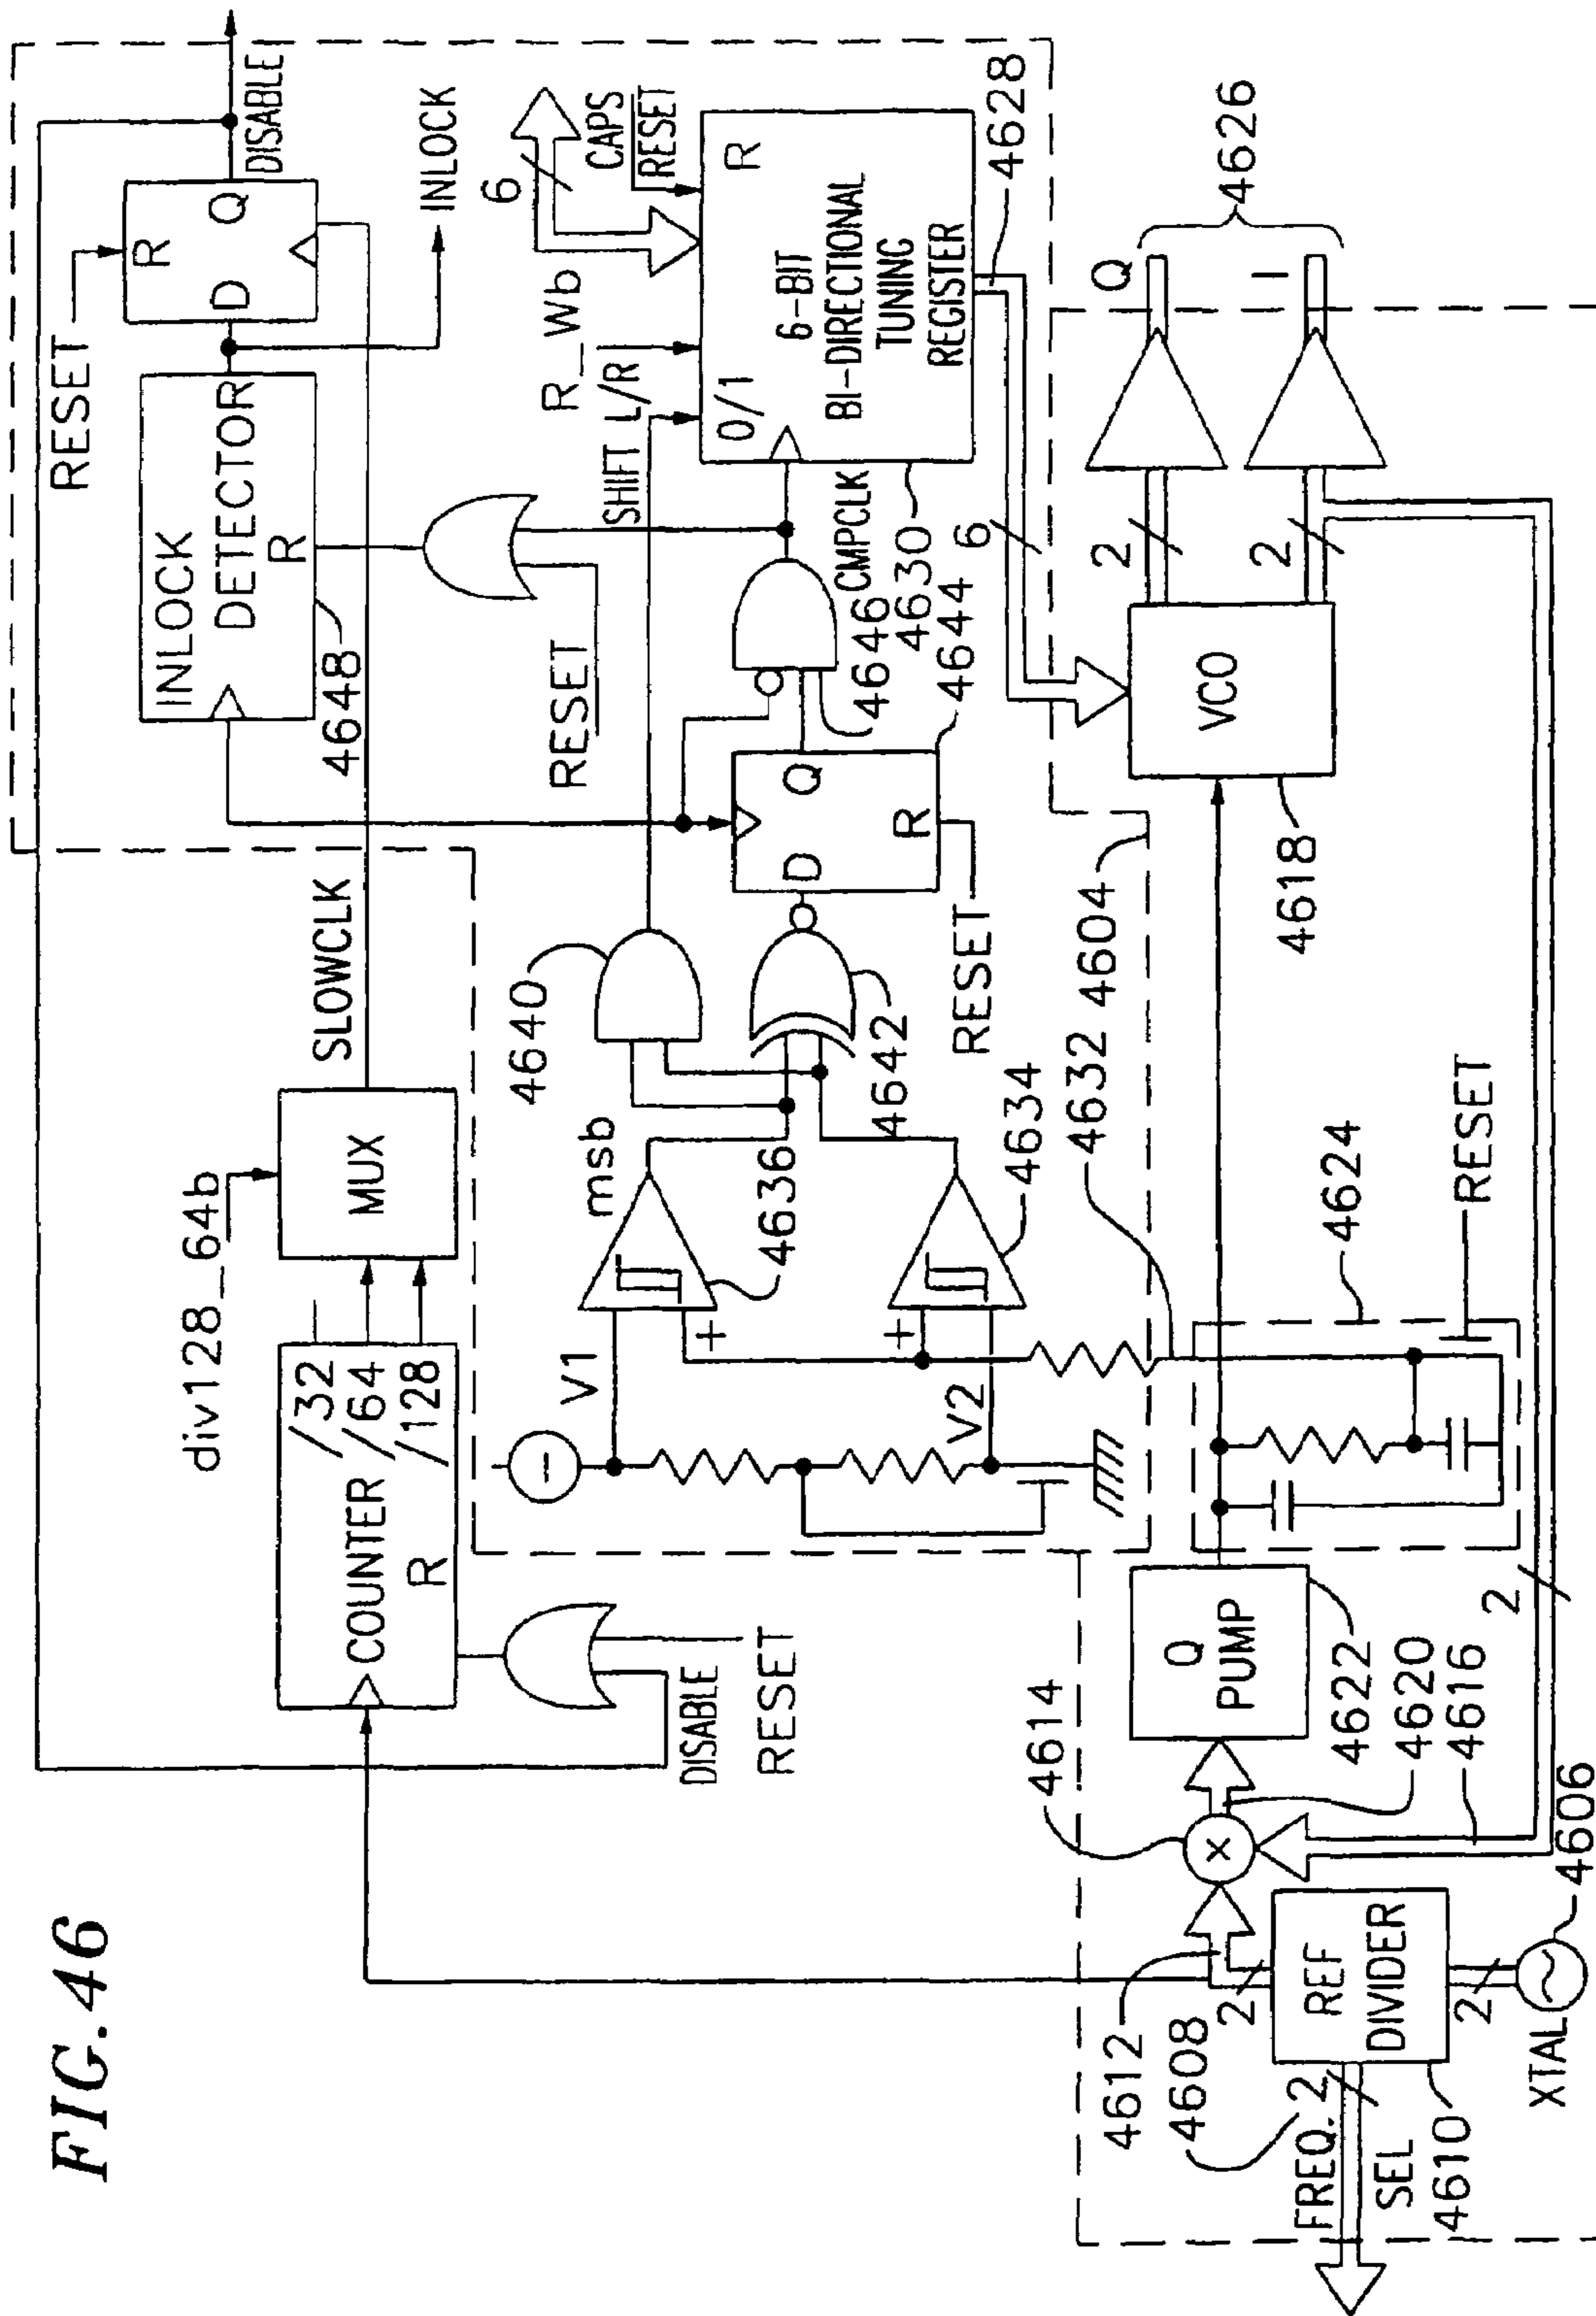 FIG. 46
RESET
DISABLE
R
D
Q
INLOCK
DETECTOR
R
4648
INLOCK
6
CAPS
RESET
R_Wb
SHIFT L/R
0/1
R
6-BIT
BI-DIRECTIONAL
TUNING
REGISTER
4628
CMPCLK
4630
4646
4644
6
RESET
Q
D
R
RESET
SLOWCLK
MUX
div128_64b
COUNTER
/32
/64
/128
R
DISABLE
RESET
4640
4642
msb
4636
4634
V1
+
+
V2
4632
4604
4626
Q
I
2
2
VCO
4618
4624
RESET
Q
PUMP
4622
4620
4616
2
4614
x
4612
4608
2
REF
DIVIDER
2
FREQ.
SEL
2
4610
XTAL
4606